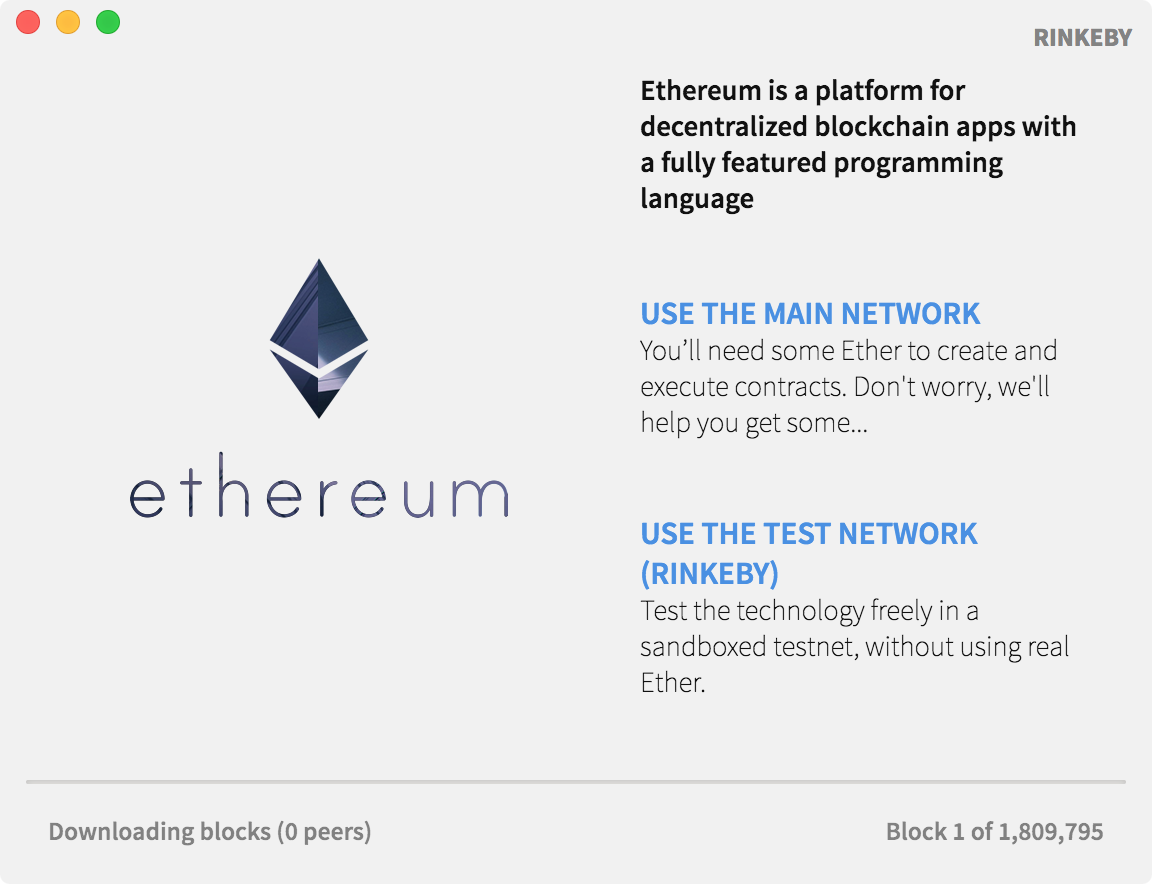 RINKEBY
Ethereum is a platform for
decentralized blockchain apps with
a fully featured programming
language
ethereum
USE THE MAIN NETWORK
You’ll need some Ether to create and
execute contracts. Don't worry, we'll
help you get some...
USE THE TEST NETWORK
(RINKEBY)
Test the technology freely in a
sandboxed testnet, without using real
Ether.
Downloading blocks (0 peers)
Block 1 of 1,809,795